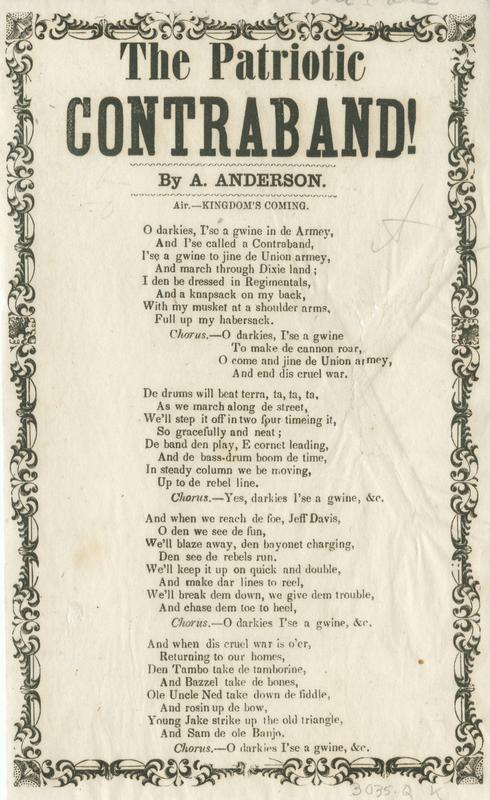 The Patriotic
CONTRABAND!
By A. ANDERSON.
Air.—KINGDOM'S COMING.
O darkies, I'se a gwine in de Armey,
And I'se called a Contraband,
I'se a gwine to jine de Union armey,
And march through Dixie land ;
I den be dressed in Regimentals,
And a knapsack on my back,
With my musket at a shoulder arms,
Full up my habersack.
Chorus.—O darkies, I'se a gwine
To make de cannon roar,
O come and jine de Union armey,
And end dis cruel war.
De drums will beat terra, ta, ta, ta,
As we march along de street,
We'll step it off in two four timeing it,
So gracefully and neat ;
De band den play, E cornet leading,
And de bass-drum boom de time,
In steady column we be moving,
Up to de rebel line.
Chorus.—Yes, darkies I'se a gwine, &c.
And when we reach de foe, Jeff Davis,
O den we see de fun,
We'll blaze away, den bayonet charging,
Den see de rebels run.
We'll keep it up on quick and double,
And make dar lines to reel,
We'll break dem down, we give dem trouble,
And chase dem toe to heel,
Chorus.—O darkies I'se a gwine, &c.
And when dis cruel war is o'er,
Returning to our homes,
Den Tambo take de tamborine,
And Bazzel take de bones,
Ole Uncle Ned take down de fiddle,
And rosin up de bow,
Young Jake strike up the old triangle,
And Sam de ole Banjo.
Chorus.—O darkies I'se a gwine, &c.
3035.Q